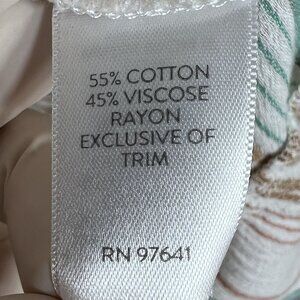 55% COTTON
45% VISCOSE
RAYON
EXCLUSIVE OF
TRIM
RN 97641